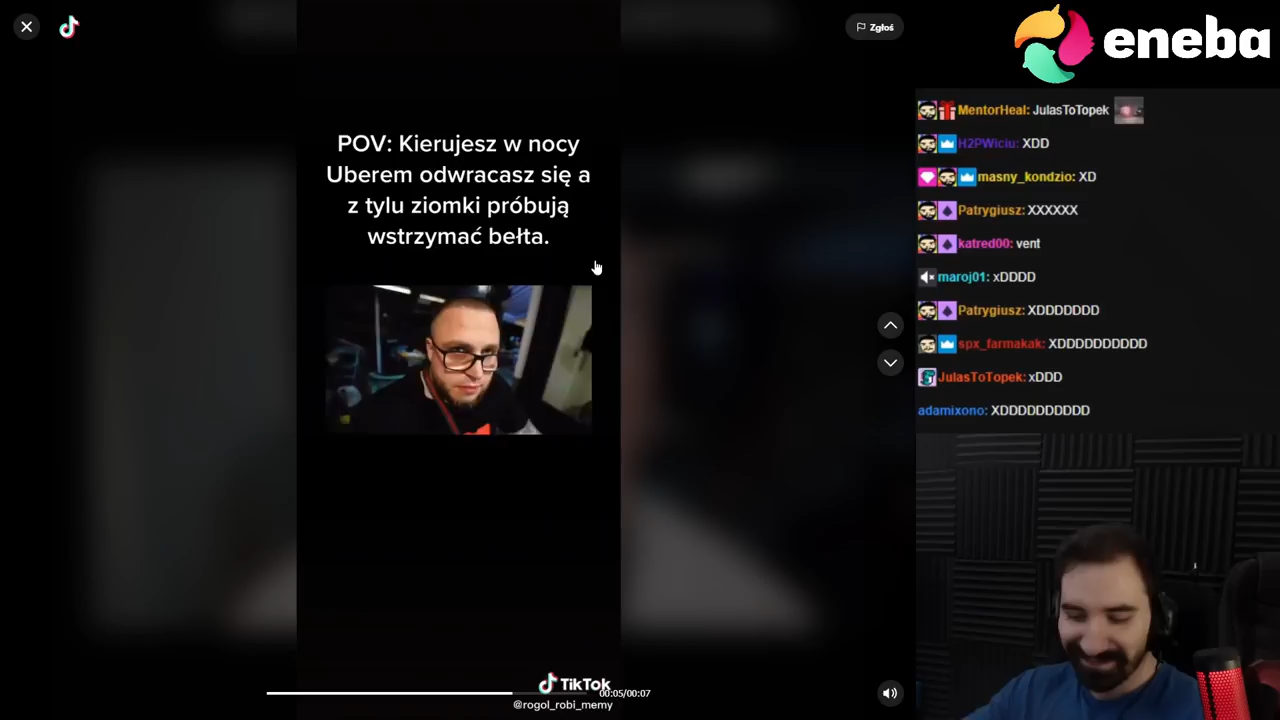 Zgłoś
eneba
POV: Kierujesz w nocy
Uberem odwracasz się a
z tylu ziomki próbują
wstrzymać bełta.
MentorHeal: JulasToTopek
H2PWiciu: XDD
masny_kondzio: XD
Patrygiusz: XXXXXX
katred00: vent
maroj01: xDDDD
Patrygiusz: XDDDDDDD
spx_farmakak: XDDDDDDDDDD
JulasToTopek: xDDD
adamixono: XDDDDDDDDDD
TikTok
00:05/00:07
@rogol_robi_memy